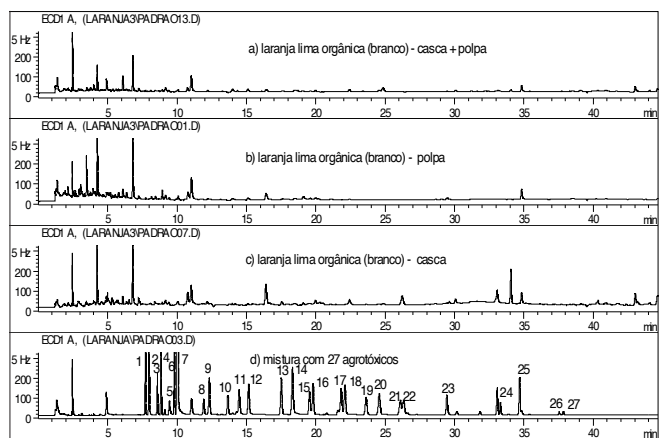 ECD1 A, (LARANJA3\PADRAO13.D)
5 Hz
200
100
0
a) laranja lima orgânica (branco) - casca + polpa
5 10 15 20 25 30 35 40 min
ECD1 A, (LARANJA3\PADRAO01.D)
5 Hz
200
100
0
b) laranja lima orgânica (branco) - polpa
5 10 15 20 25 30 35 40 min
ECD1 A, (LARANJA3\PADRAO07.D)
5 Hz
200
100
0
c) laranja lima orgânica (branco) - casca
5 10 15 20 25 30 35 40 min
ECD1 A, (LARANJA\PADRAO03.D)
5 Hz
200
100
0
d) mistura com 27 agrotóxicos
1 2 3 4 5 6 7 8 9 10 11 12 13 14 15 16 17 18 19 20 21 22 23 24 25 26 27
5 10 15 20 25 30 35 40 min